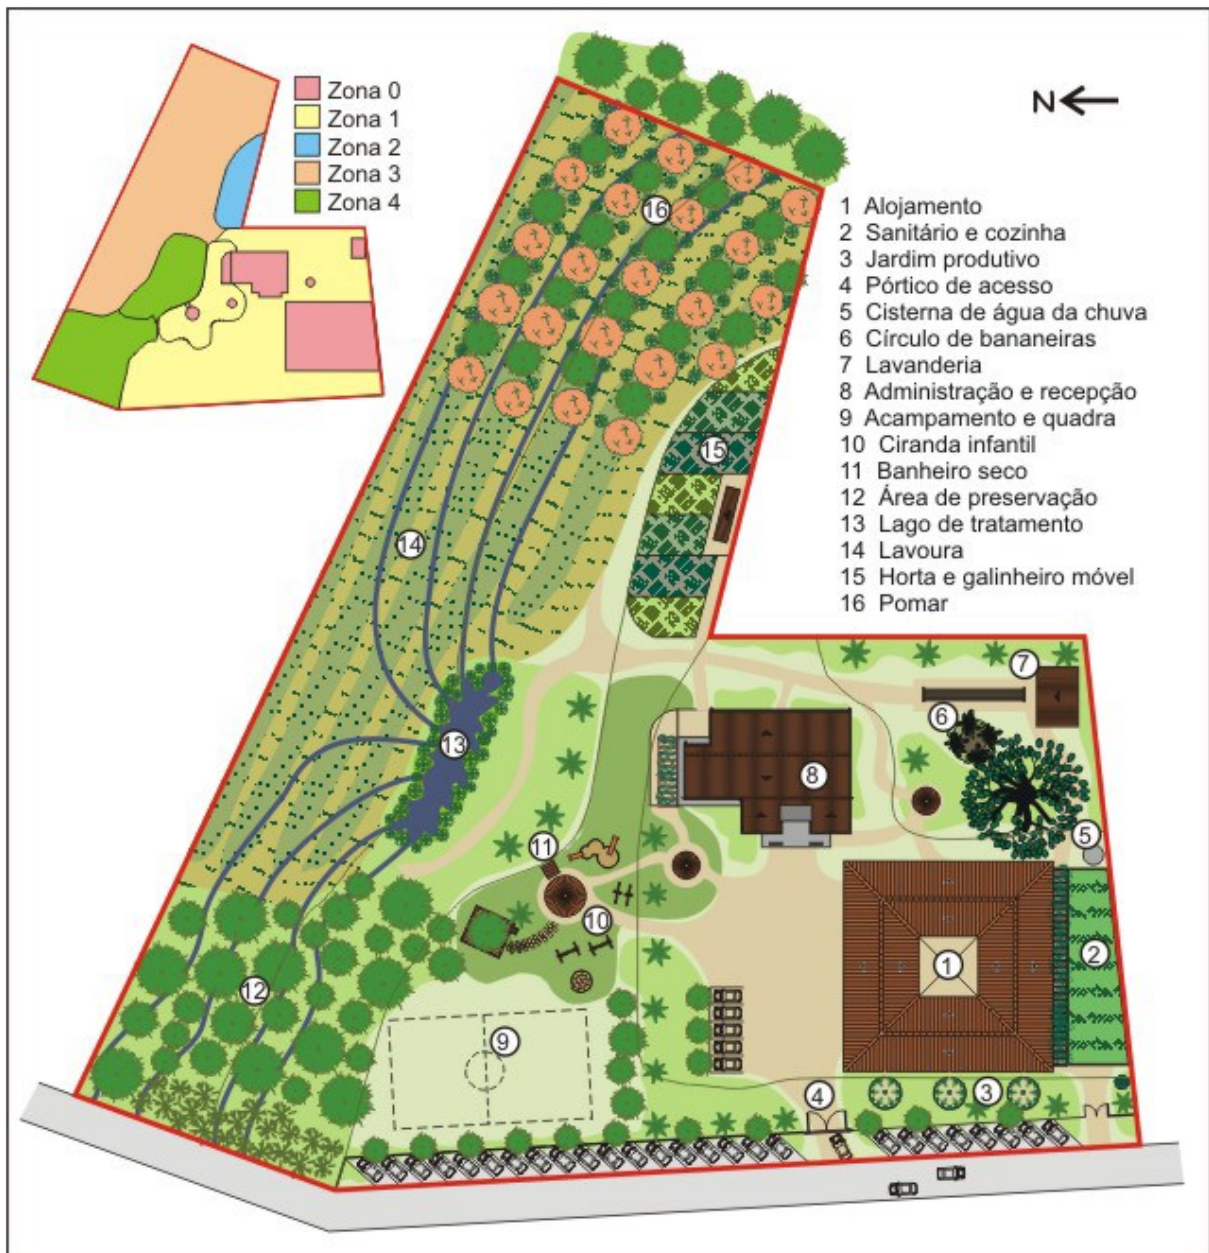 Zona 0
Zona 1
Zona 2
Zona 3
Zona 4
N
1 Alojamento
2 Sanitário e cozinha
3 Jardim produtivo
4 Pórtico de acesso
5 Cisterna de água da chuva
6 Círculo de bananeiras
7 Lavanderia
8 Administração e recepção
9 Acampamento e quadra
10 Ciranda infantil
11 Banheiro seco
12 Área de preservação
13 Lago de tratamento
14 Lavoura
15 Horta e galinheiro móvel
16 Pomar
16
15
14
7
6
13
8
5
11
10
2
1
12
9
3
4